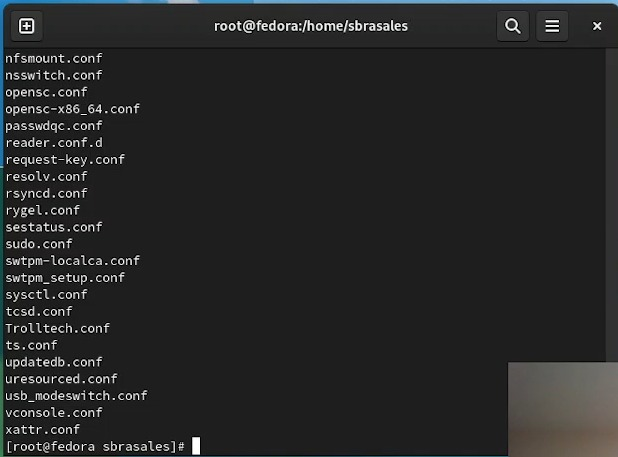 root@fedora:/home/sbrasales
nfsmount.conf
nsswitch.conf
opensc.conf
opensc-x86_64.conf
passwdqc.conf
reader.conf.d
request-key.conf
resolv.conf
rsyncd.conf
rygel.conf
sestatus.conf
sudo.conf
swtpm-localca.conf
swtpm_setup.conf
sysctl.conf
tcsd.conf
Trolltech.conf
ts.conf
updatedb.conf
uresourced.conf
usb_modeswitch.conf
vconsole.conf
xattr.conf
[root@fedora sbrasales]#